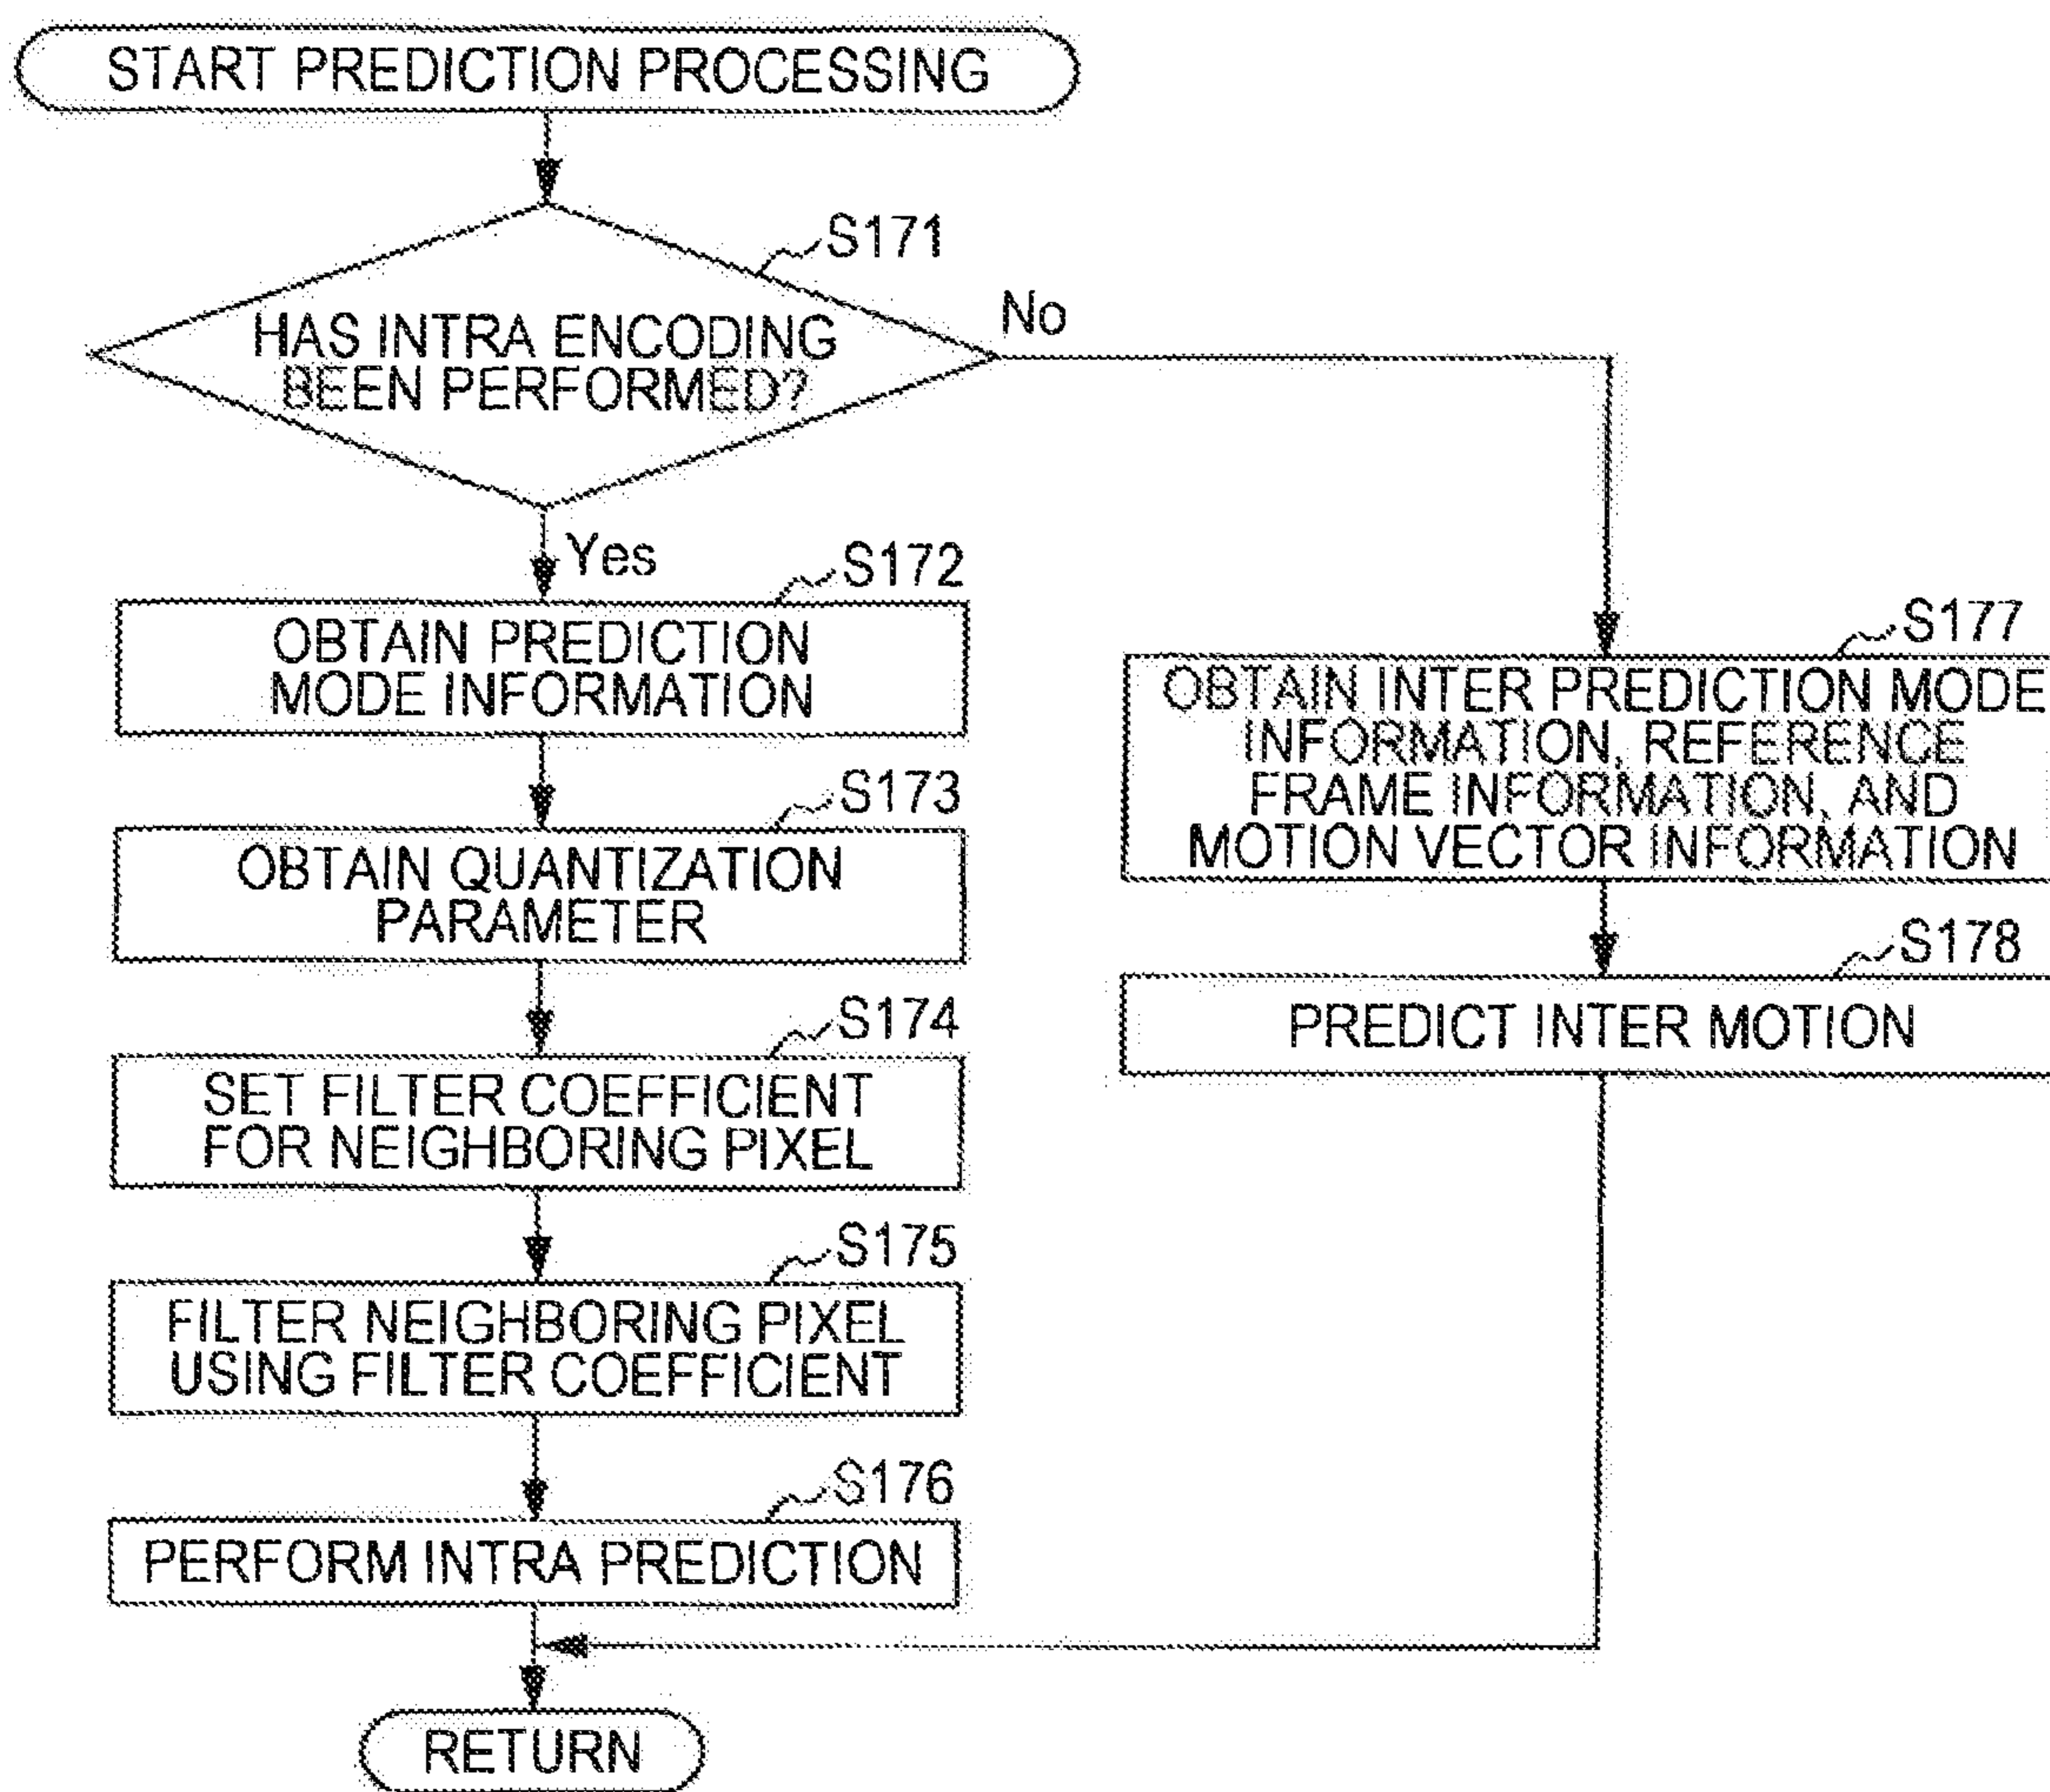 START PREDICTION PROCESSING
S171
HAS INTRA ENCODING
BEEN PERFORMED?
No
Yes
S172
OBTAIN PREDICTION
MODE INFORMATION
S173
OBTAIN QUANTIZATION
PARAMETER
S174
SET FILTER COEFFICIENT
FOR NEIGHBORING PIXEL
S175
FILTER NEIGHBORING PIXEL
USING FILTER COEFFICIENT
S176
PERFORM INTRA PREDICTION
S177
OBTAIN INTER PREDICTION MODE
INFORMATION, REFERENCE
FRAME INFORMATION, AND
MOTION VECTOR INFORMATION
S178
PREDICT INTER MOTION
RETURN